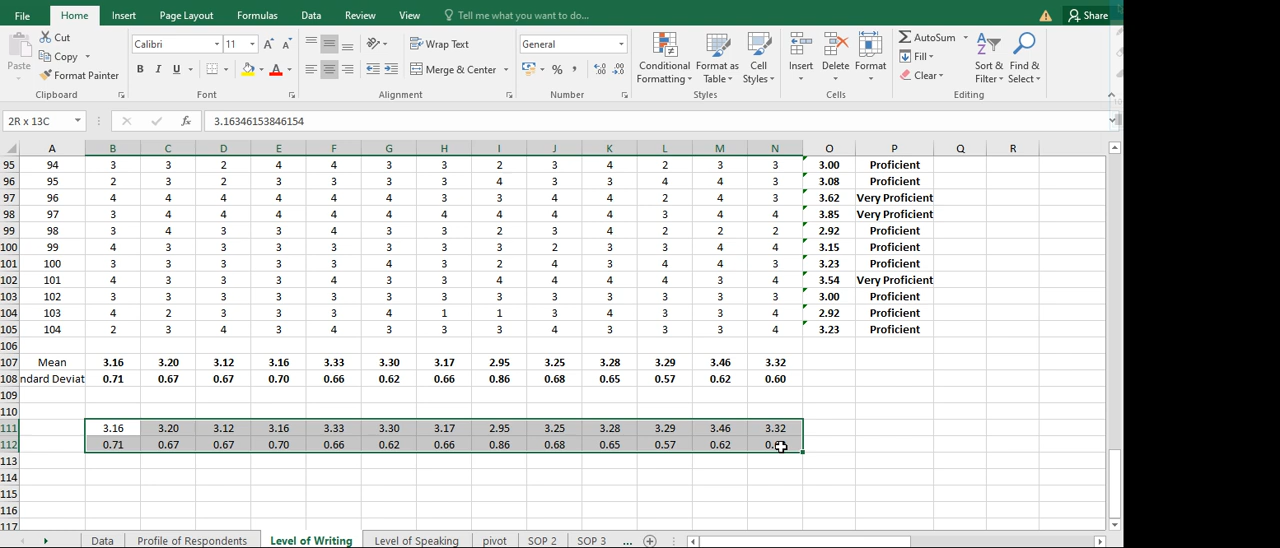 File Home Insert Page Layout Formulas Data Review View Tell me what you want to do... Share
Paste Cut Copy Format Painter Clipboard
Calibri 11 A A B I U A Font
Wrap Text Merge & Center Alignment
General % , Number
Conditional Formatting Format as Table Cell Styles Styles
Insert Delete Format Cells
AutoSum Fill Clear Sort & Filter Find & Select Editing
2R x 13C fx 3.16346153846154
A B C D E F G H I J K L M N O P Q R
95 94 3 3 2 4 4 3 3 2 3 4 2 3 3 3.00 Proficient
96 95 2 3 2 3 3 3 3 4 3 3 4 4 3 3.08 Proficient
97 96 4 4 4 4 4 4 3 3 4 4 2 4 3 3.62 Very Proficient
98 97 3 4 4 4 4 4 4 4 4 4 3 4 4 3.85 Very Proficient
99 98 3 4 3 3 4 3 3 2 3 4 2 2 2 2.92 Proficient
100 99 4 3 3 3 3 3 3 3 2 3 3 4 4 3.15 Proficient
101 100 3 3 3 3 3 4 3 2 4 3 4 4 3 3.23 Proficient
102 101 4 3 3 3 4 3 3 4 4 4 4 3 4 3.54 Very Proficient
103 102 3 3 3 3 3 3 3 3 3 3 3 3 3 3.00 Proficient
104 103 4 2 3 3 3 4 1 1 3 4 3 3 4 2.92 Proficient
105 104 2 3 4 3 4 3 3 3 4 3 3 3 4 3.23 Proficient
106
107 Mean 3.16 3.20 3.12 3.16 3.33 3.30 3.17 2.95 3.25 3.28 3.29 3.46 3.32
108 ndard Deviat 0.71 0.67 0.67 0.70 0.66 0.62 0.66 0.86 0.68 0.65 0.57 0.62 0.60
109
110
111 3.16 3.20 3.12 3.16 3.33 3.30 3.17 2.95 3.25 3.28 3.29 3.46 3.32
112 0.71 0.67 0.67 0.70 0.66 0.62 0.66 0.86 0.68 0.65 0.57 0.62
113
114
115
116
117
Data Profile of Respondents Level of Writing Level of Speaking pivot SOP 2 SOP 3 ...